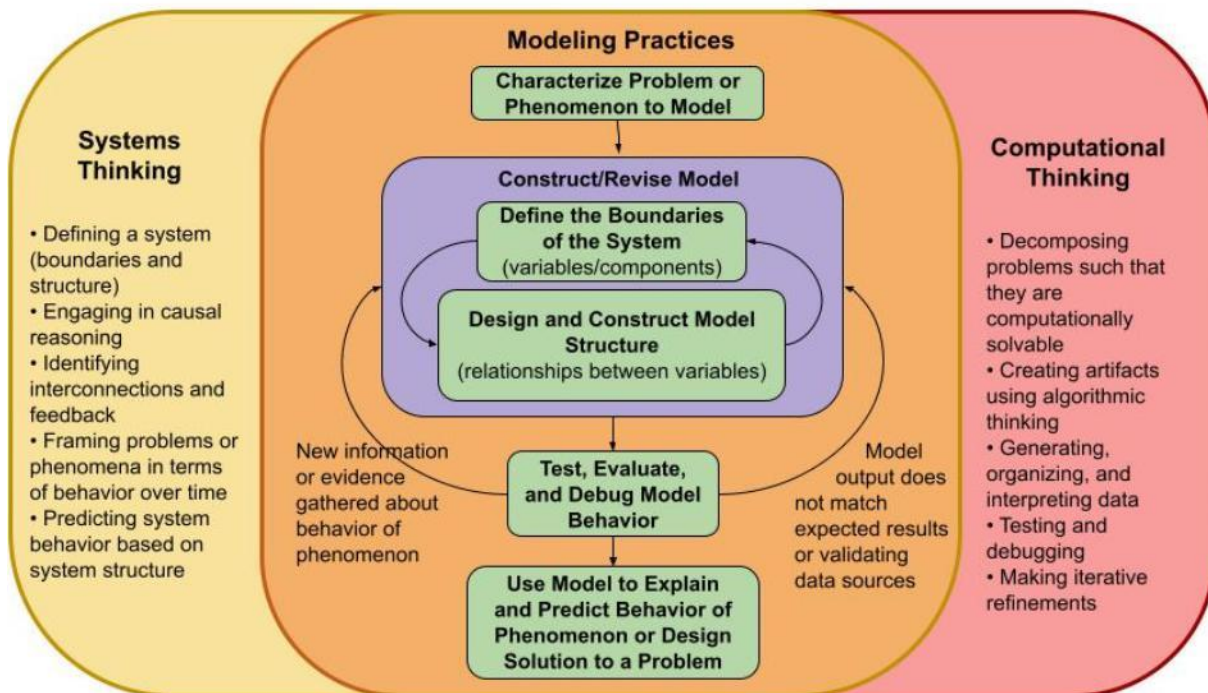 Modeling Practices
Characterize Problem or
Phenomenon to Model
Systems
Thinking
• Defining a system
(boundaries and
structure)
• Engaging in causal
reasoning
• Identifying
interconnections and
feedback
• Framing problems or
phenomena in terms
of behavior over time
• Predicting system
behavior based on
system structure
Construct/Revise Model
Define the Boundaries
of the System
(variables/components)
Design and Construct Model
Structure
(relationships between variables)
New information
or evidence
gathered about
behavior of
phenomenon
Test, Evaluate,
and Debug Model
Behavior
Model
output does
not match
expected results
or validating
data sources
Use Model to Explain
and Predict Behavior of
Phenomenon or Design
Solution to a Problem
Computational
Thinking
• Decomposing
problems such that
they are
computationally
solvable
• Creating artifacts
using algorithmic
thinking
• Generating,
organizing, and
interpreting data
• Testing and
debugging
• Making iterative
refinements